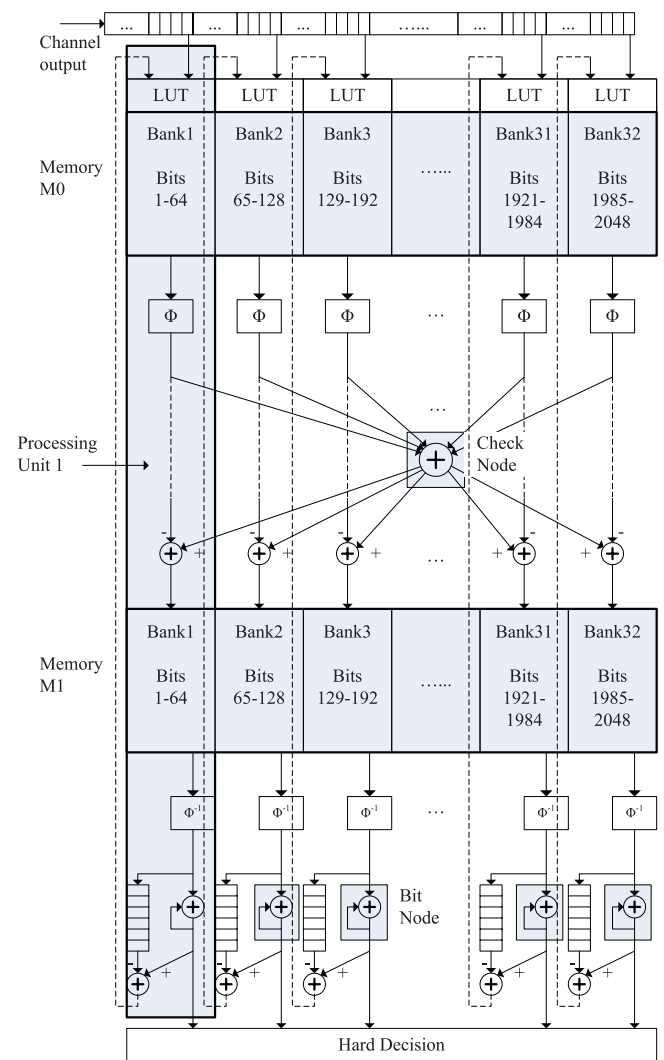 ... ... ... ...... ... ...
Channel
output
LUT LUT LUT LUT LUT
Memory
M0
Bank1 Bank2 Bank3 ...... Bank31 Bank32
Bits Bits Bits Bits Bits
1-64 65-128 129-192 1921- 1985-
1984 2048
Φ Φ Φ ... Φ Φ
...
Processing
Unit 1
+
Check
Node
- - - - -
+ + + + + + ... + + + +
Memory
M1
Bank1 Bank2 Bank3 ...... Bank31 Bank32
Bits Bits Bits Bits Bits
1-64 65-128 129-192 1921- 1985-
1984 2048
Φ⁻¹ Φ⁻¹ Φ⁻¹ ... Φ⁻¹ Φ⁻¹
+ + + + +
Bit
Node
- + - + - + - + - +
+ + + + +
Hard Decision